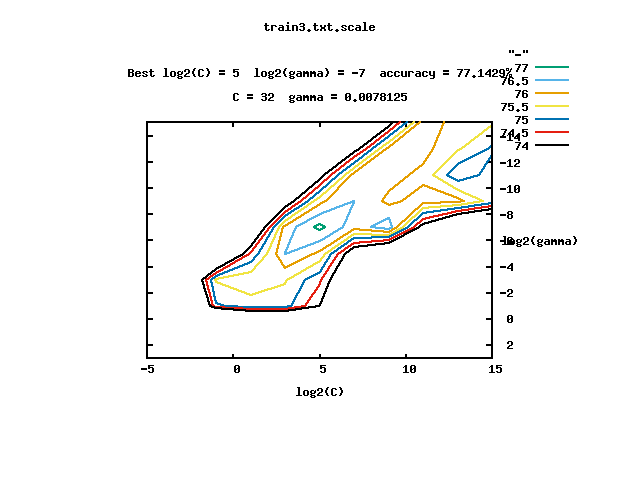 train3.txt.scale
"-"
Best log2(C) = 5  log2(gamma) = -7  accuracy = 77.1429%
C = 32  gamma = 0.0078125
77
76.5
76
75.5
75
74.5
74
-14
-12
-10
-8
-6
log2(gamma)
-4
-2
0
2
-5 0 5 10 15
log2(C)